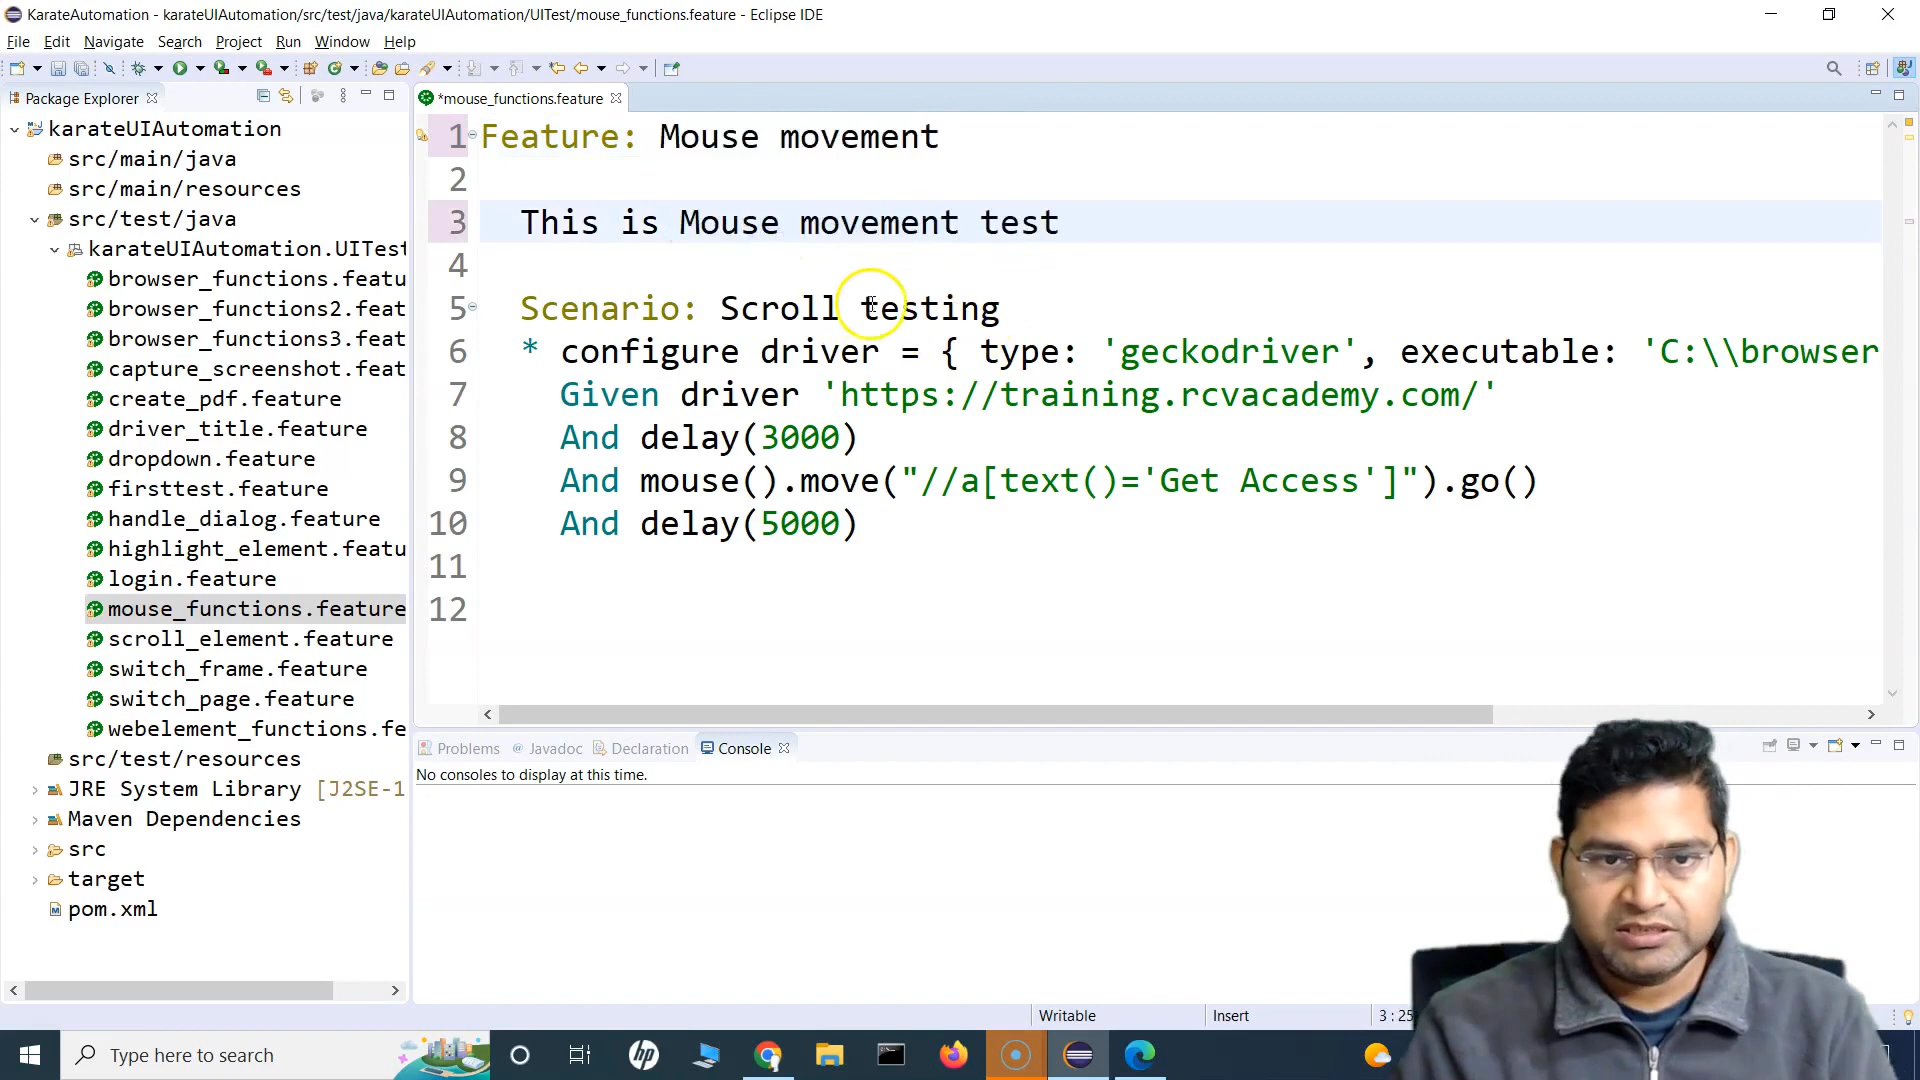 KarateAutomation - karateUIAutomation/src/test/java/karateUIAutomation/UITest/mouse_functions.feature - Eclipse IDE
File Edit Navigate Search Project Run Window Help
Package Explorer
karateUIAutomation
src/main/java
src/main/resources
src/test/java
karateUIAutomation.UITest
browser_functions.featu
browser_functions2.feat
browser_functions3.feat
capture_screenshot.feat
create_pdf.feature
driver_title.feature
dropdown.feature
firsttest.feature
handle_dialog.feature
highlight_element.featu
login.feature
mouse_functions.feature
scroll_element.feature
switch_frame.feature
switch_page.feature
webelement_functions.fe
src/test/resources
JRE System Library [J2SE-1
Maven Dependencies
src
target
pom.xml
*mouse_functions.feature
1 Feature: Mouse movement
2
3 This is Mouse movement test
4
5 Scenario: Scroll testing
6 * configure driver = { type: 'geckodriver', executable: 'C:\\browser
7 Given driver 'https://training.rcvacademy.com/'
8 And delay(3000)
9 And mouse().move("//a[text()='Get Access']").go()
10 And delay(5000)
11
12
Problems @ Javadoc Declaration Console
No consoles to display at this time.
Writable Insert 3 : 25
Type here to search
hp